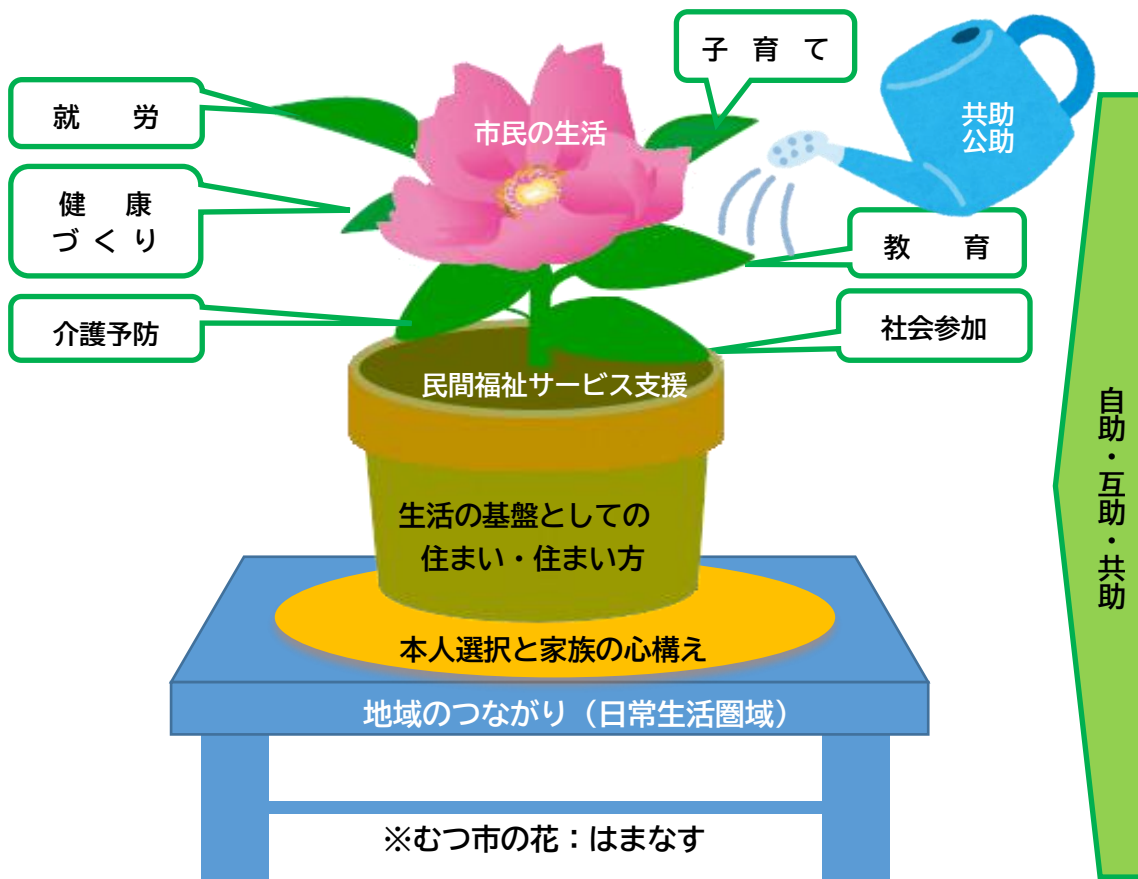 子 育 て
就 労
市民の生活
共助
公助
健 康
づ く り
教 育
介護予防
社会参加
民間福祉サービス支援
自助・互助・共助
生活の基盤としての
住まい・住まい方
本人選択と家族の心構え
地域のつながり（日常生活圏域）
※むつ市の花：はまなす